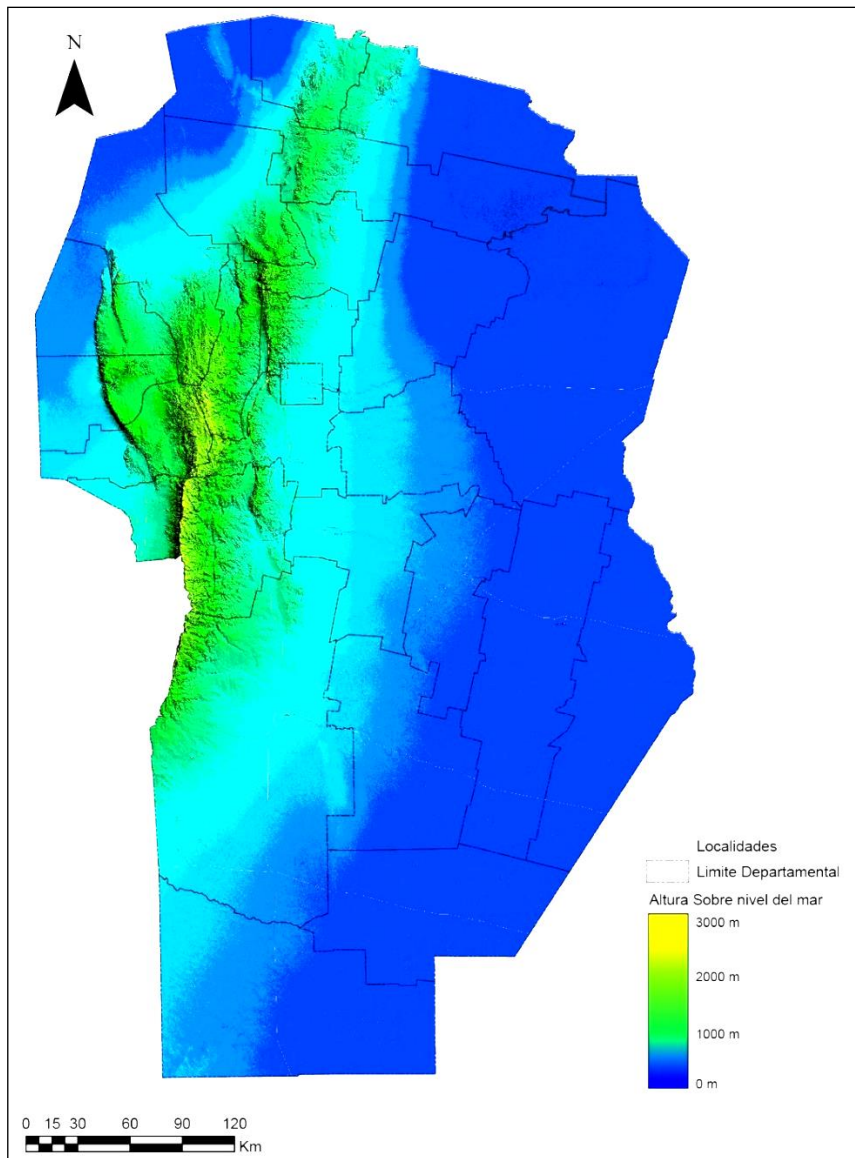 N
Localidades
Limite Departamental
Altura Sobre nivel del mar
3000 m
2000 m
1000 m
0 m
0 15 30 60 90 120
Km